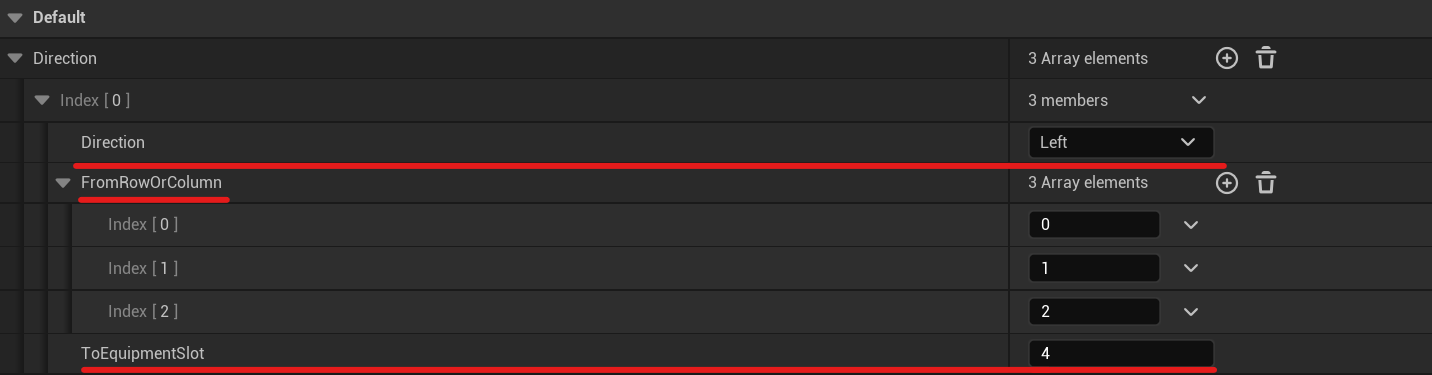 Default
Direction 3 Array elements
Index [ 0 ] 3 members
Direction Left
FromRowOrColumn 3 Array elements
Index [ 0 ] 0
Index [ 1 ] 1
Index [ 2 ] 2
ToEquipmentSlot 4